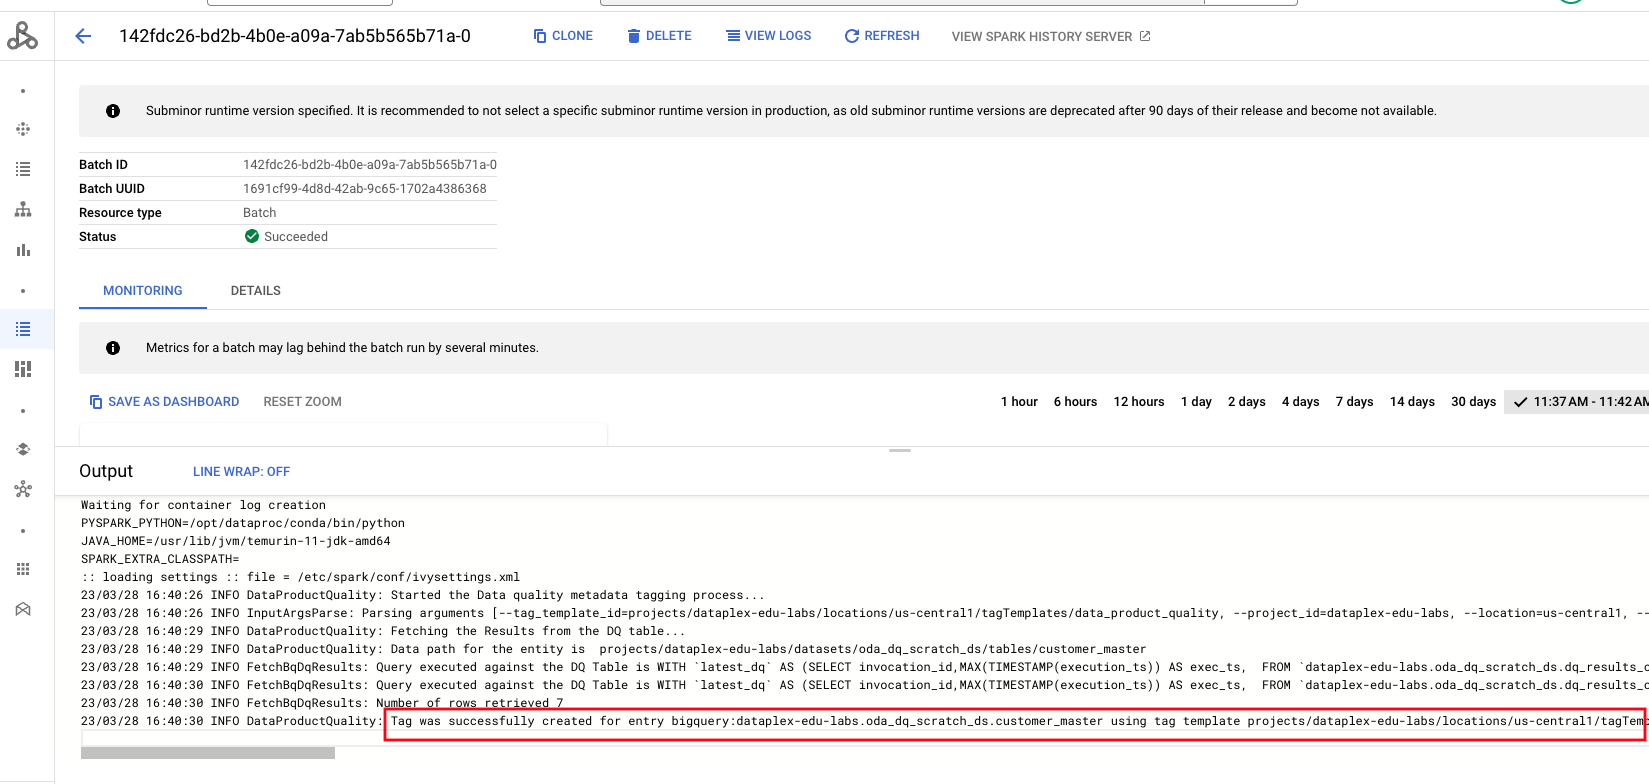 142fdc26-bd2b-4b0e-a09a-7ab5b565b71a-0 CLONE DELETE VIEW LOGS REFRESH VIEW SPARK HISTORY SERVER
Subminor runtime version specified. It is recommended to not select a specific subminor runtime version in production, as old subminor runtime versions are deprecated after 90 days of their release and become not available.
Batch ID 142fdc26-bd2b-4b0e-a09a-7ab5b565b71a-0
Batch UUID 1691cf99-4d8d-42ab-9c65-1702a4386368
Resource type Batch
Status Succeeded
MONITORING DETAILS
Metrics for a batch may lag behind the batch run by several minutes.
SAVE AS DASHBOARD RESET ZOOM 1 hour 6 hours 12 hours 1 day 2 days 4 days 7 days 14 days 30 days 11:37 AM - 11:42 AM
Output LINE WRAP: OFF
Waiting for container log creation
PYSPARK_PYTHON=/opt/dataproc/conda/bin/python
JAVA_HOME=/usr/lib/jvm/temurin-11-jdk-amd64
SPARK_EXTRA_CLASSPATH=
:: loading settings :: file = /etc/spark/conf/ivysettings.xml
23/03/28 16:40:26 INFO DataProductQuality: Started the Data quality metadata tagging process...
23/03/28 16:40:26 INFO InputArgsParse: Parsing arguments [--tag_template_id=projects/dataplex-edu-labs/locations/us-central1/tagTemplates/data_product_quality, --project_id=dataplex-edu-labs, --location=us-central1, --
23/03/28 16:40:29 INFO DataProductQuality: Fetching the Results from the DQ table...
23/03/28 16:40:29 INFO DataProductQuality: Data path for the entity is  projects/dataplex-edu-labs/datasets/oda_dq_scratch_ds/tables/customer_master
23/03/28 16:40:29 INFO FetchBqDqResults: Query executed against the DQ Table is WITH `latest_dq` AS (SELECT invocation_id,MAX(TIMESTAMP(execution_ts)) AS exec_ts,  FROM `dataplex-edu-labs.oda_dq_scratch_ds.dq_results_c
23/03/28 16:40:30 INFO FetchBqDqResults: Query executed against the DQ Table is WITH `latest_dq` AS (SELECT invocation_id,MAX(TIMESTAMP(execution_ts)) AS exec_ts,  FROM `dataplex-edu-labs.oda_dq_scratch_ds.dq_results_c
23/03/28 16:40:30 INFO FetchBqDqResults: Number of rows retrieved 7
23/03/28 16:40:30 INFO DataProductQuality: Tag was successfully created for entry bigquery:dataplex-edu-labs.oda_dq_scratch_ds.customer_master using tag template projects/dataplex-edu-labs/locations/us-central1/tagTemp